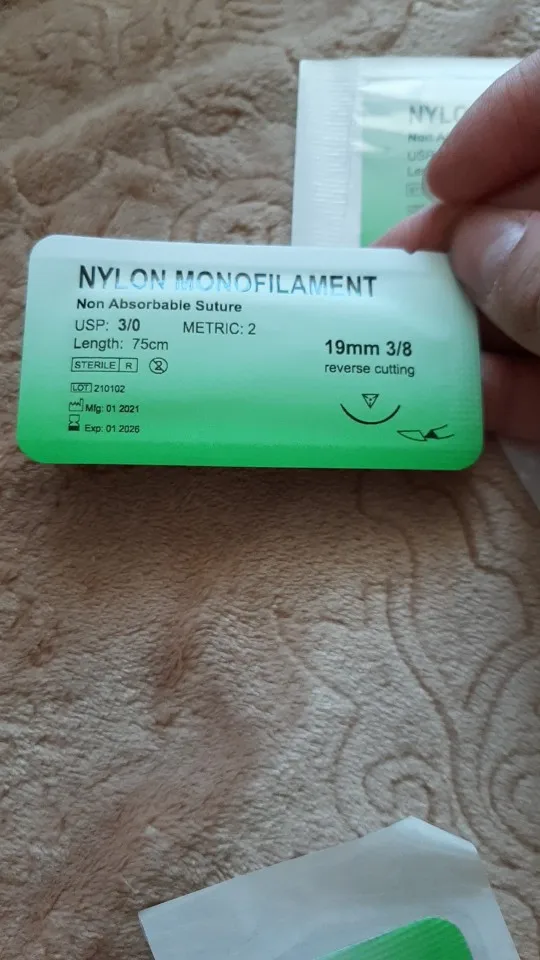 NYLON MONOFILAMENT
Non Absorbable Suture
USP: 3/0 METRIC: 2
Length: 75cm
19mm 3/8
reverse cutting
STERILE R
2
LOT 210102
Mfg: 01.2021
Exp: 01.2026
NYLO
USP